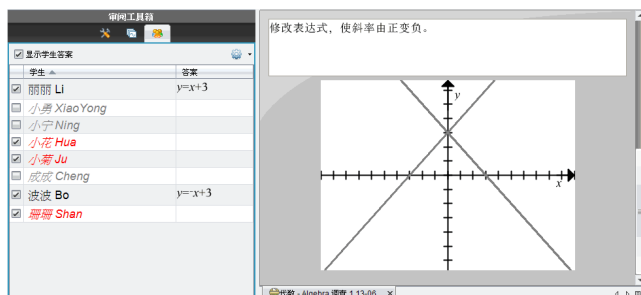 审阅工具箱
显示学生答案
学生 答案
丽丽 Li y=x+3
小勇 XiaoYong
小宁 Ning
小花 Hua
小菊 Ju
成成 Cheng
波波 Bo y=-x+3
珊珊 Shan
修改表达式，使斜率由正变负。
y
x
代数 - Algebra 调查 1 13-06